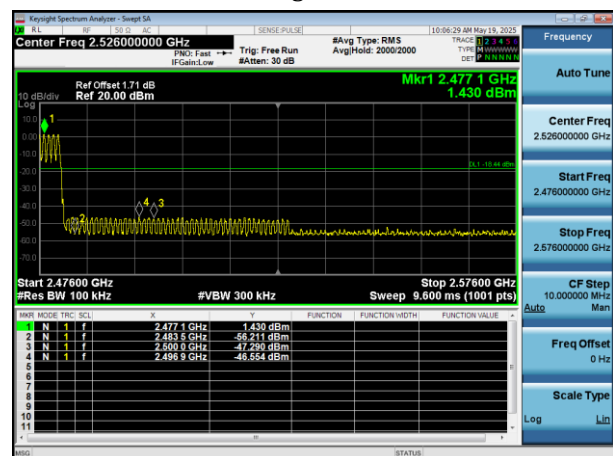 Keysight Spectrum Analyzer - Swept SA
RL RF 50 Ω AC SENSE:PULSE 10:06:29 AM May 19, 2025
Center Freq 2.526000000 GHz
PNO: Fast
IFGain:Low
Trig: Free Run
#Atten: 30 dB
#Avg Type: RMS
Avg|Hold: 2000/2000
TRACE 1 2 3 4 5 6
TYPE M WWWWW
DET P N N N N N
Frequency
Auto Tune
Center Freq
2.526000000 GHz
Start Freq
2.476000000 GHz
Stop Freq
2.576000000 GHz
CF Step
10.000000 MHz
Auto Man
Freq Offset
0 Hz
Scale Type
Log Lin
Ref Offset 1.71 dB
Ref 20.00 dBm
10 dB/div
Log
Mkr1 2.477 1 GHz
1.430 dBm
10.0
0.00
-10.0
-20.0
-30.0
-40.0
-50.0
-60.0
-70.0
1
2
4
3
DL1 -18.44 dBm
Start 2.47600 GHz
Stop 2.57600 GHz
#Res BW 100 kHz
#VBW 300 kHz
Sweep 9.600 ms (1001 pts)
MKR MODE TRC SCL X Y FUNCTION FUNCTION WIDTH FUNCTION VALUE
1 N 1 f 2.477 1 GHz 1.430 dBm
2 N 1 f 2.483 5 GHz -56.211 dBm
3 N 1 f 2.500 0 GHz -47.290 dBm
4 N 1 f 2.496 9 GHz -46.554 dBm
5
6
7
8
9
10
11
MSG STATUS